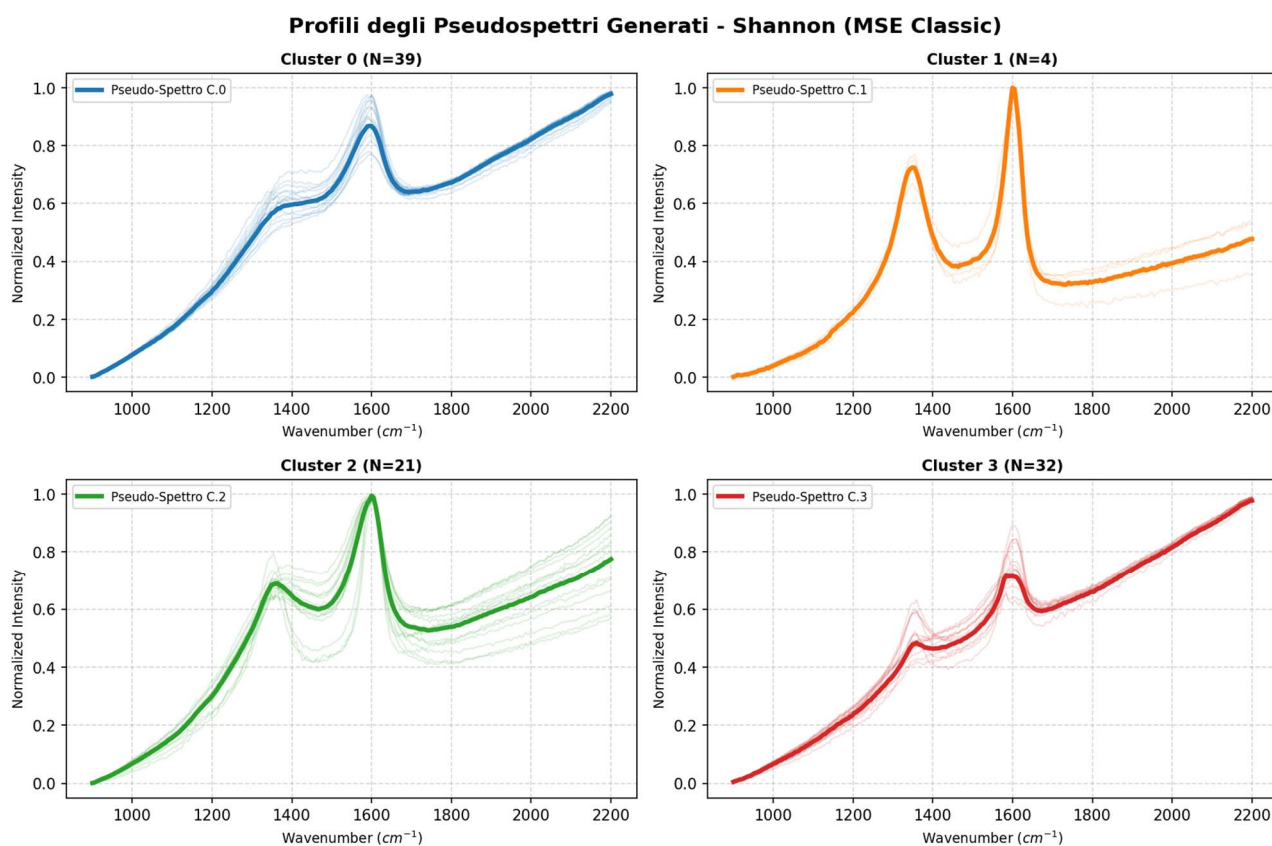 Profili degli Pseudospettri Generati - Shannon (MSE Classic)
Cluster 0 (N=39)
Pseudo-Spettro C.0
Normalized Intensity
1.0
0.8
0.6
0.4
0.2
0.0
1000 1200 1400 1600 1800 2000 2200
Wavenumber (cm⁻¹)
Cluster 1 (N=4)
Pseudo-Spettro C.1
Normalized Intensity
1.0
0.8
0.6
0.4
0.2
0.0
1000 1200 1400 1600 1800 2000 2200
Wavenumber (cm⁻¹)
Cluster 2 (N=21)
Pseudo-Spettro C.2
Normalized Intensity
1.0
0.8
0.6
0.4
0.2
0.0
1000 1200 1400 1600 1800 2000 2200
Wavenumber (cm⁻¹)
Cluster 3 (N=32)
Pseudo-Spettro C.3
Normalized Intensity
1.0
0.8
0.6
0.4
0.2
0.0
1000 1200 1400 1600 1800 2000 2200
Wavenumber (cm⁻¹)